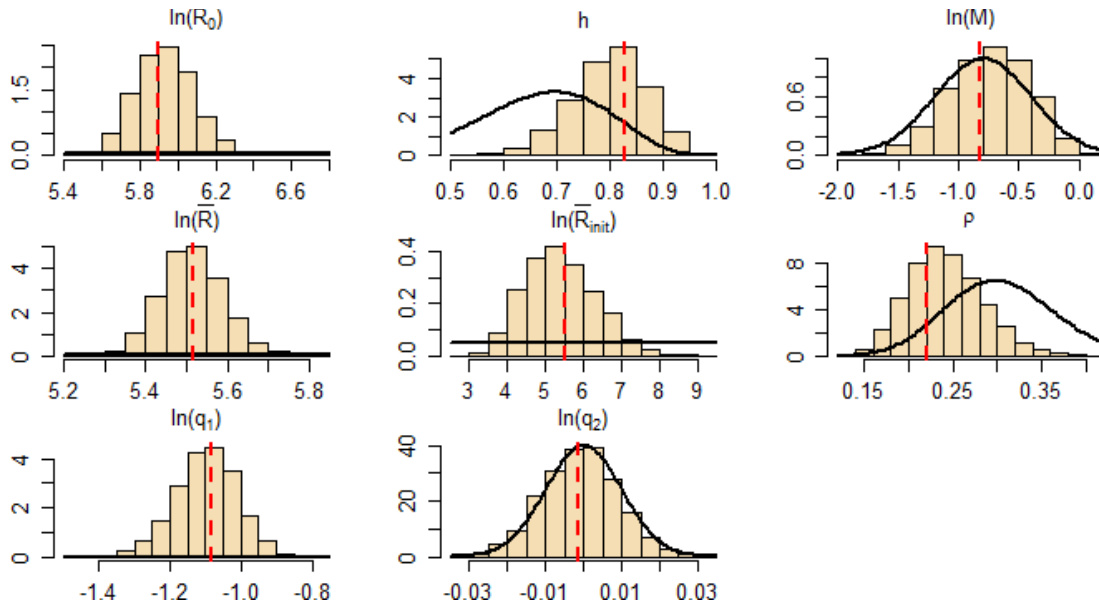 ln(R₀) h ln(M)
0.0 1.5
5.4 5.8 6.2 6.6
0 2 4
0.5 0.6 0.7 0.8 0.9 1.0
0.0 0.6
-2.0 -1.5 -1.0 -0.5 0.0
ln(R̅) ln(R̅ᵢₙᵢₜ) ρ
0 2 4
5.2 5.4 5.6 5.8
0.0 0.2 0.4
3 4 5 6 7 8 9
0 4 8
0.15 0.25 0.35
ln(q₁) ln(q₂)
0 2 4
-1.4 -1.2 -1.0 -0.8
0 20 40
-0.03 -0.01 0.01 0.03